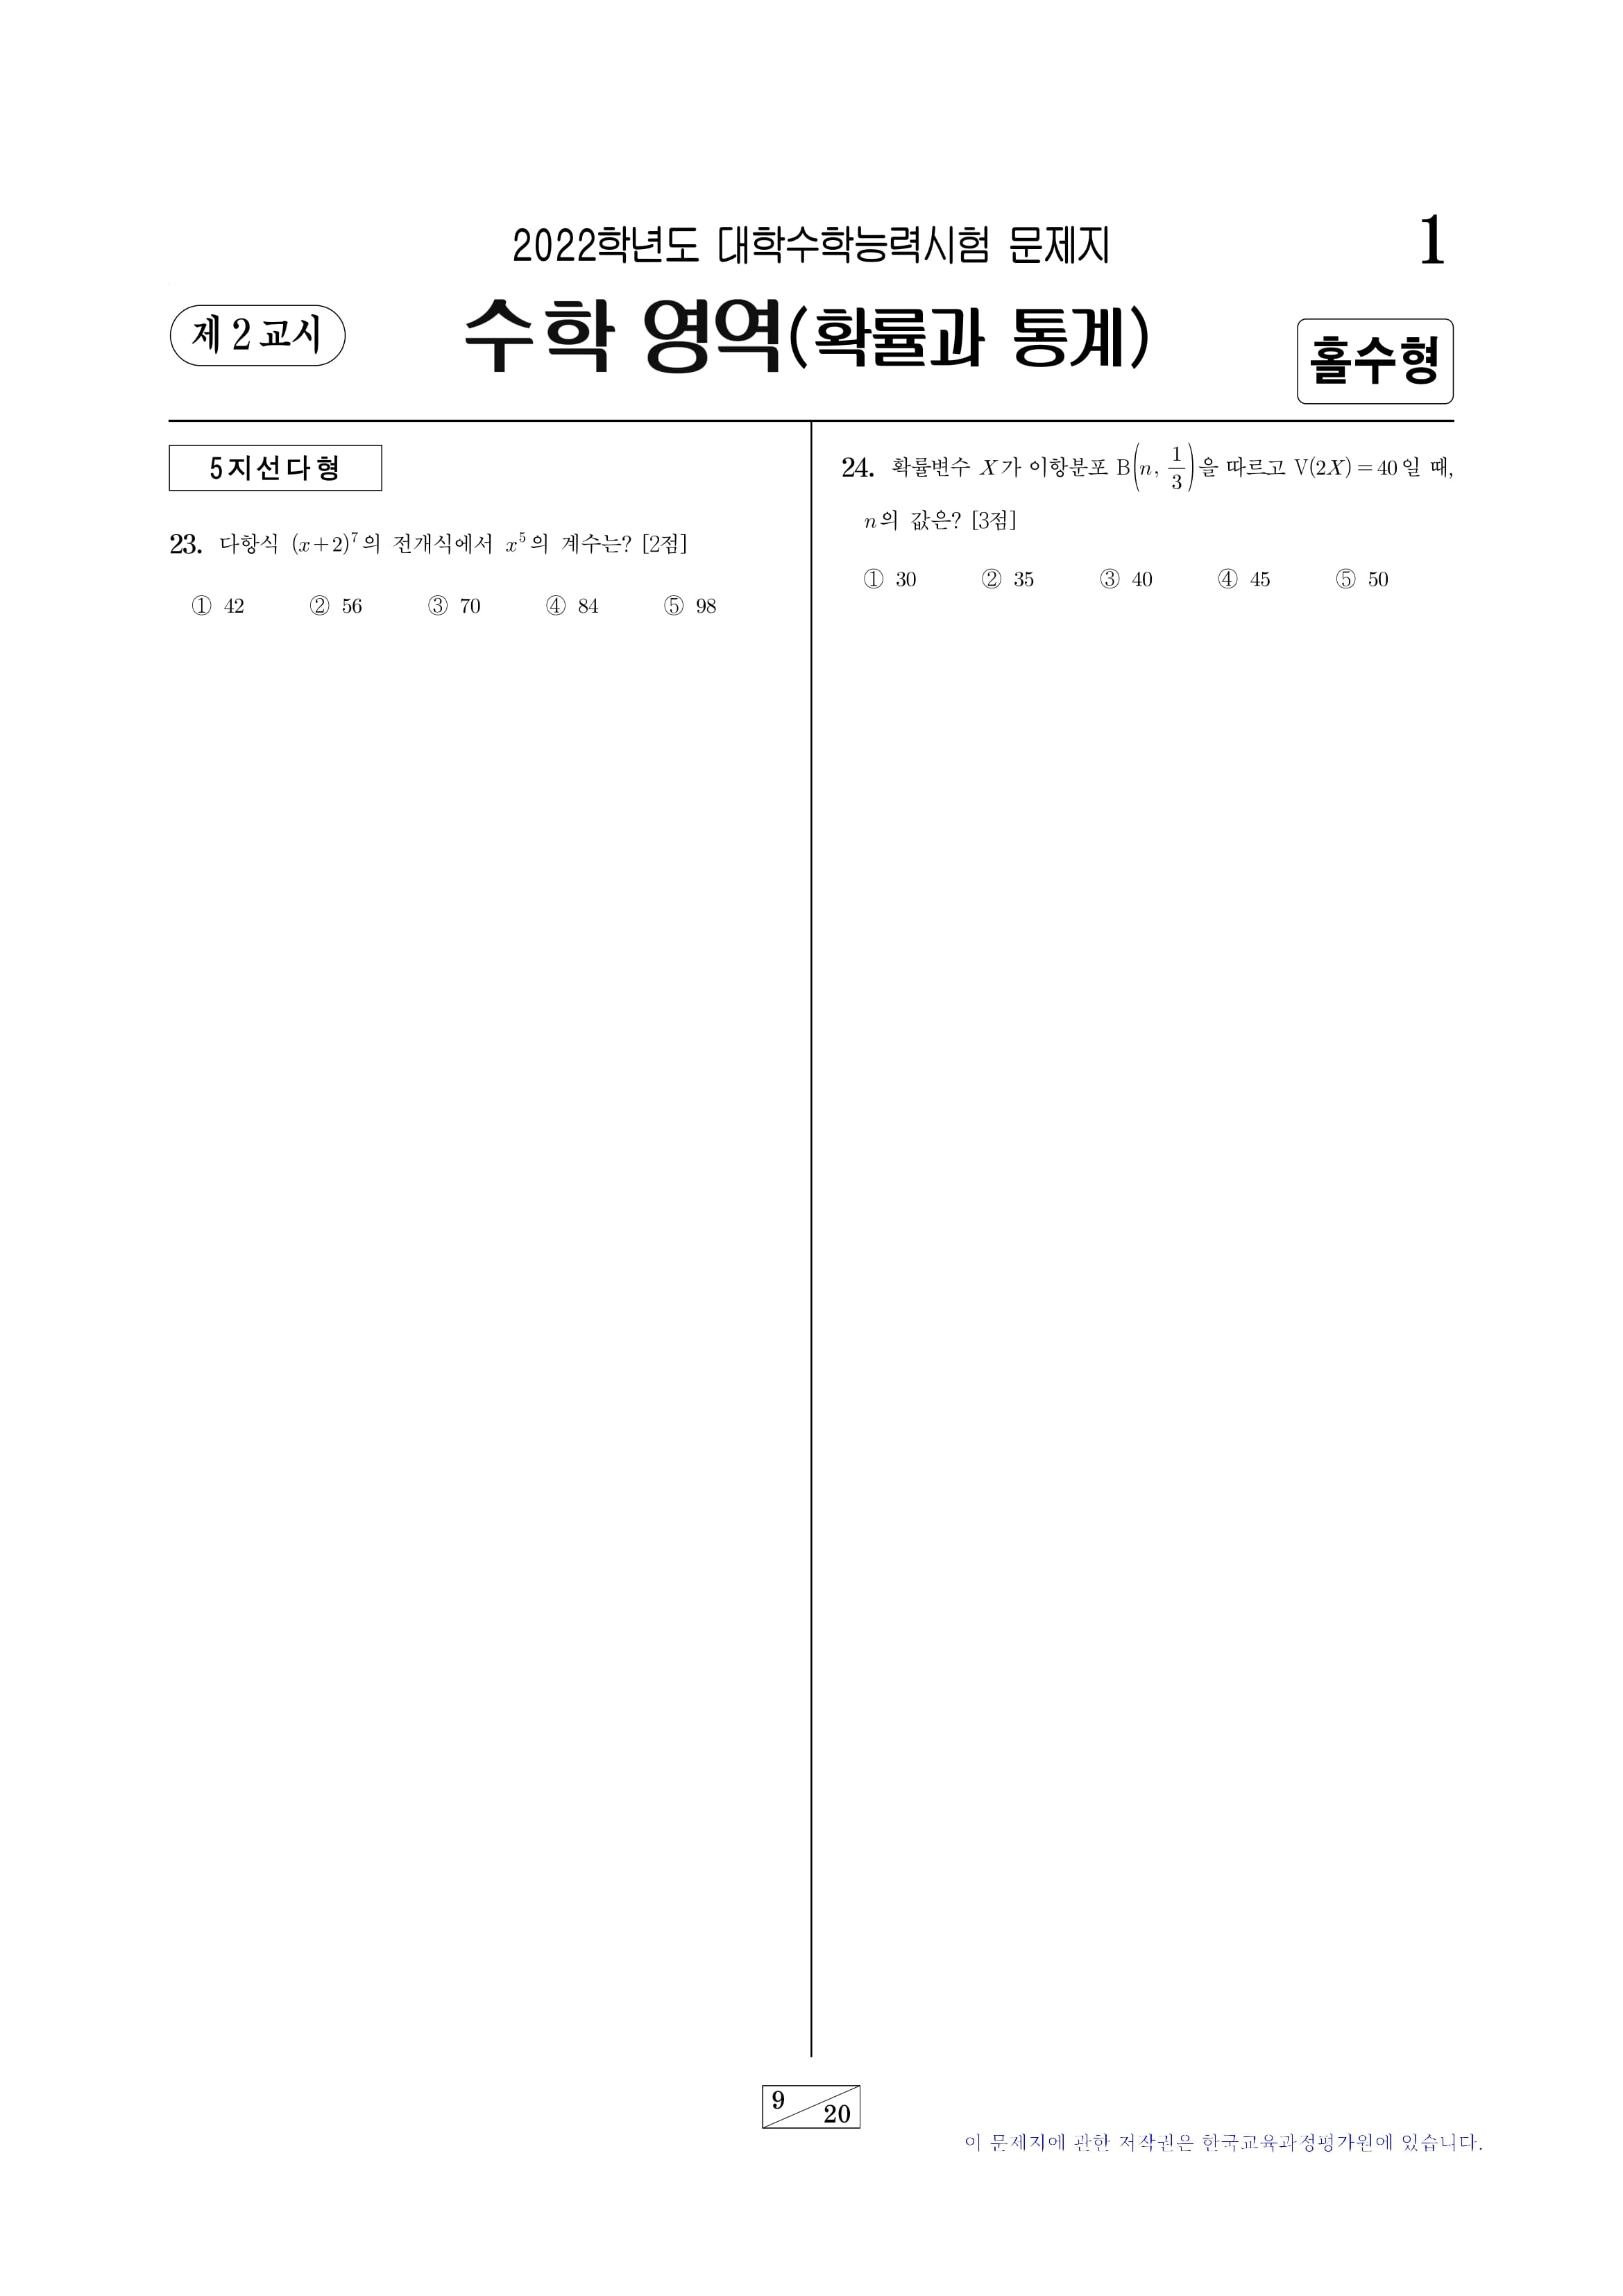 2022학년도 대학수학능력시험 문제지
1
제 2 교시
수학 영역(확률과 통계)
홀수형
5지선다형
23. 다항식 (x+2)⁷의 전개식에서 x⁵의 계수는? [2점]
① 42 ② 56 ③ 70 ④ 84 ⑤ 98
24. 확률변수 X가 이항분포 B(n, 1/3)을 따르고 V(2X)=40일 때,
n의 값은? [3점]
① 30 ② 35 ③ 40 ④ 45 ⑤ 50
9
20
이 문제지에 관한 저작권은 한국교육과정평가원에 있습니다.